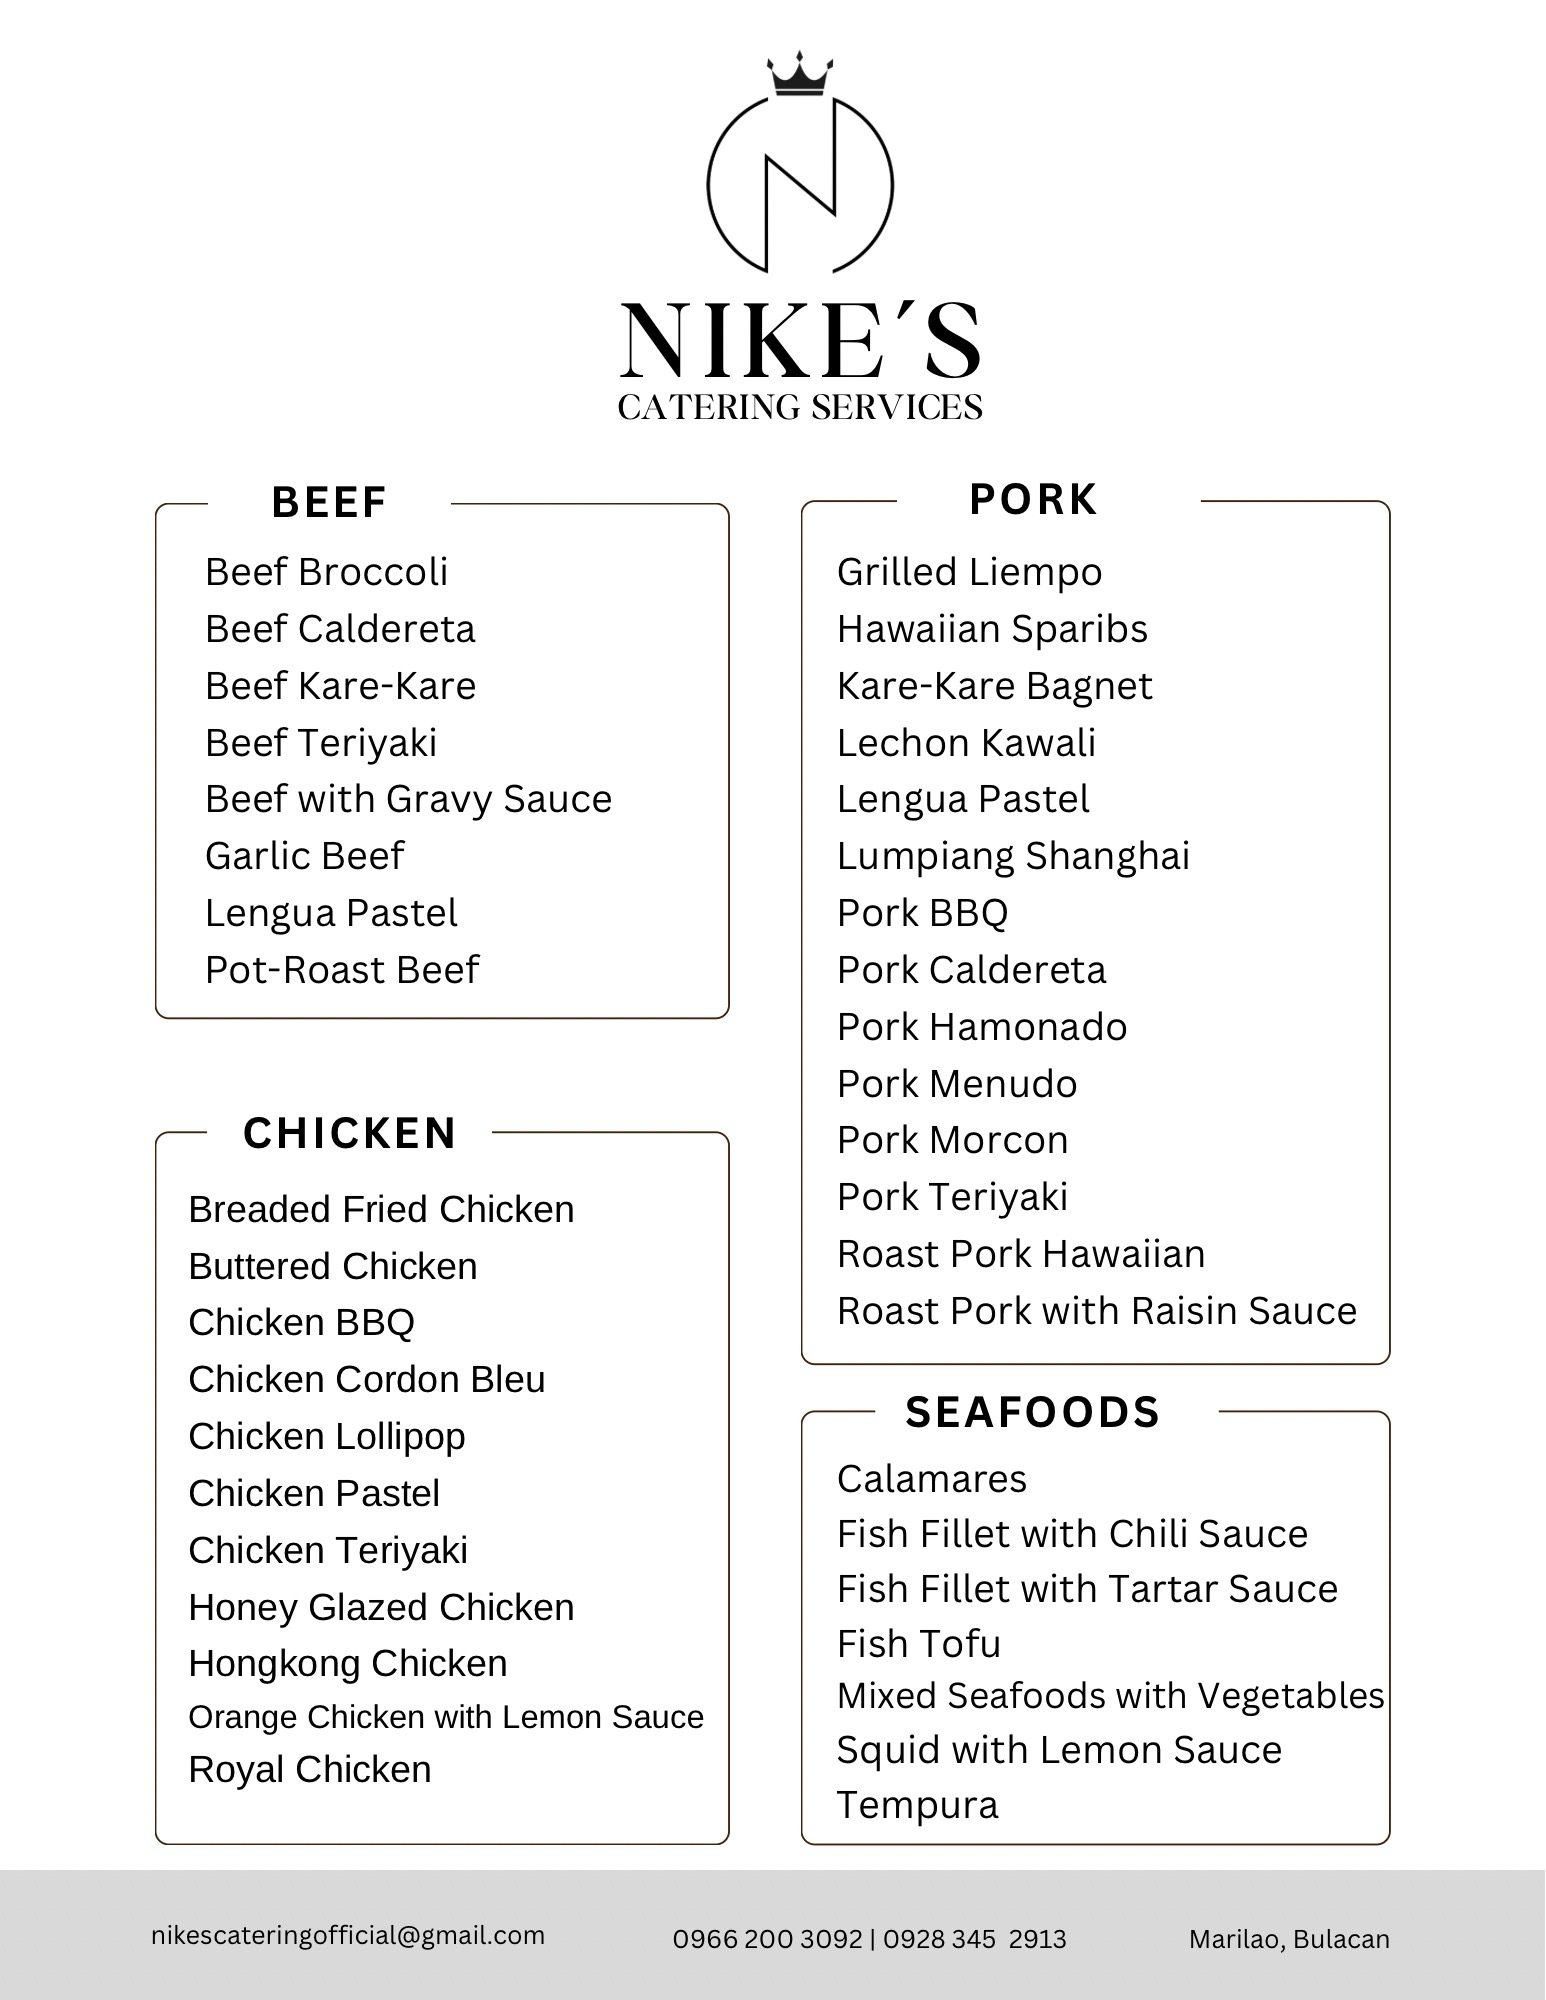 N
NIKE'S
CATERING SERVICES
BEEF
Beef Broccoli
Beef Caldereta
Beef Kare-Kare
Beef Teriyaki
Beef with Gravy Sauce
Garlic Beef
Lengua Pastel
Pot-Roast Beef
CHICKEN
Breaded Fried Chicken
Buttered Chicken
Chicken BBQ
Chicken Cordon Bleu
Chicken Lollipop
Chicken Pastel
Chicken Teriyaki
Honey Glazed Chicken
Hongkong Chicken
Orange Chicken with Lemon Sauce
Royal Chicken
PORK
Grilled Liempo
Hawaiian Sparibs
Kare-Kare Bagnet
Lechon Kawali
Lengua Pastel
Lumpiang Shanghai
Pork BBQ
Pork Caldereta
Pork Hamonado
Pork Menudo
Pork Morcon
Pork Teriyaki
Roast Pork Hawaiian
Roast Pork with Raisin Sauce
SEAFOODS
Calamares
Fish Fillet with Chili Sauce
Fish Fillet with Tartar Sauce
Fish Tofu
Mixed Seafoods with Vegetables
Squid with Lemon Sauce
Tempura
nikescateringofficial@gmail.com
0966 200 3092 | 0928 345 2913
Marilao, Bulacan